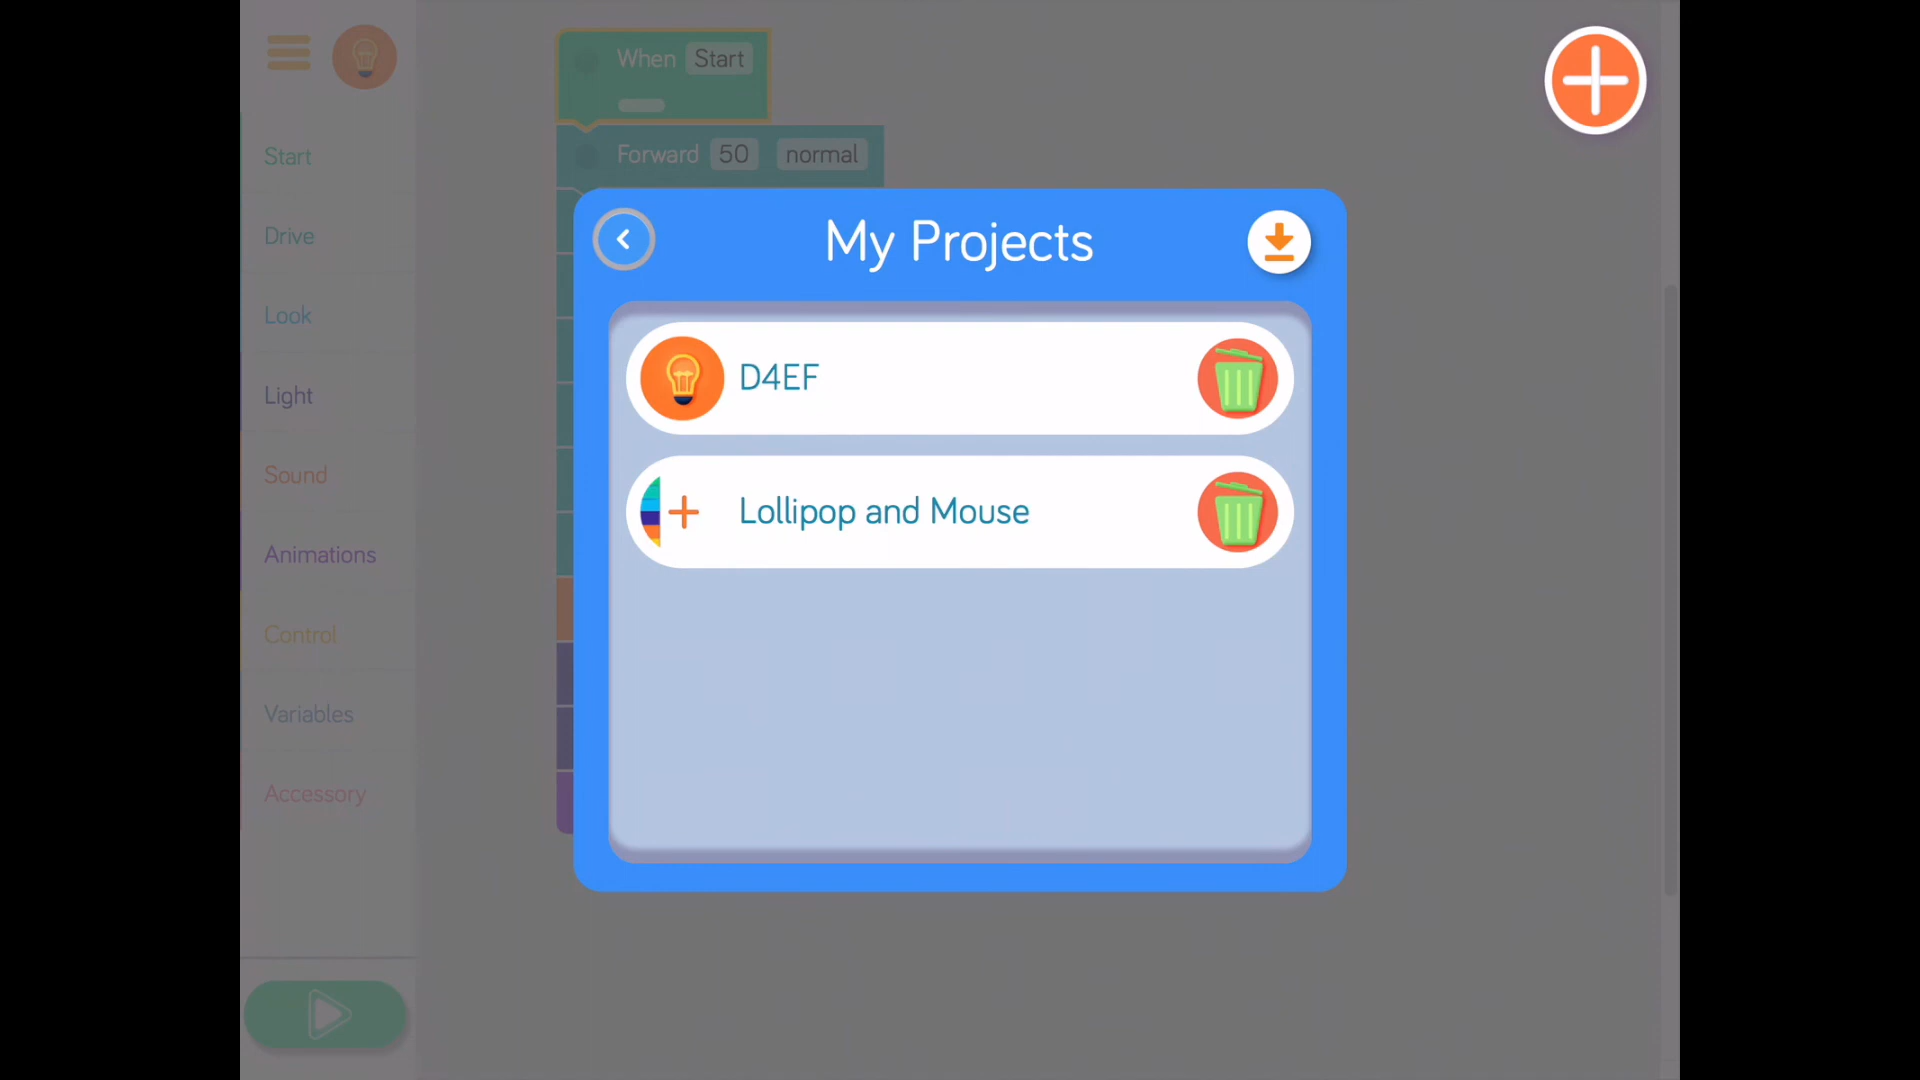 When Start
Forward 50 normal
Start
Drive
Look
Light
Sound
Animations
Control
Variables
Accessory
My Projects
D4EF
Lollipop and Mouse